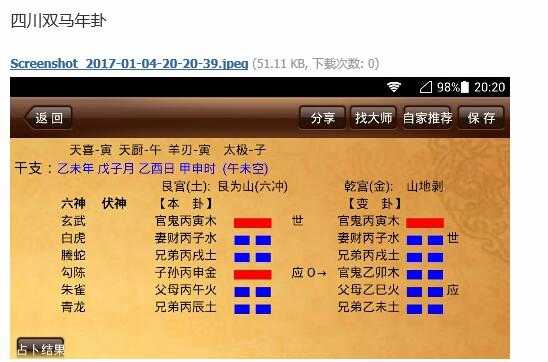 四川双马年卦
Screenshot_2017-01-04-20-20-39.jpeg (51.11 KB, 下载次数: 0)
98% 20:20
返 回 分享 找大师 自家推荐 保 存
天喜-寅 天厨-午 羊刃-寅 太极-子
干支：乙未年 戊子月 乙酉日 甲申时 (午未空)
艮宫(土): 艮为山(六冲) 乾宫(金): 山地剥
六神 伏神 【本 卦】 【变 卦】
玄武 官鬼丙寅木 世 官鬼丙寅木
白虎 妻财丙子水 妻财丙子水 世
螣蛇 兄弟丙戌土 兄弟丙戌土
勾陈 子孙丙申金 应 O→ 官鬼乙卯木
朱雀 父母丙午火 父母乙巳火 应
青龙 兄弟丙辰土 兄弟乙未土
占卜结果